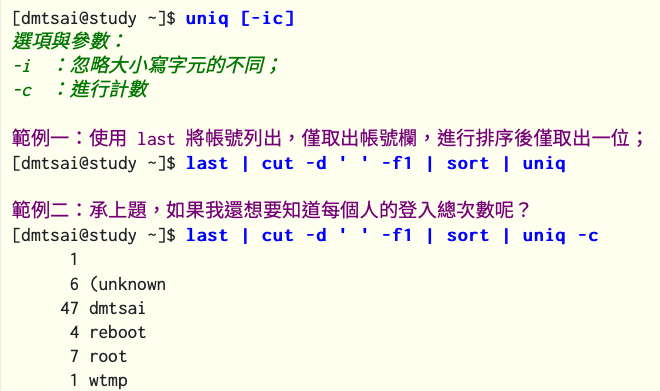 [dmtsai@study ~]$ uniq [-ic]
選項與參數：
-i  ：忽略大小寫字元的不同；
-c  ：進行計數
範例一：使用 last 將帳號列出，僅取出帳號欄，進行排序後僅取出一位；
[dmtsai@study ~]$ last | cut -d ' ' -f1 | sort | uniq
範例二：承上題，如果我還想要知道每個人的登入總次數呢？
[dmtsai@study ~]$ last | cut -d ' ' -f1 | sort | uniq -c
1
6 (unknown
47 dmtsai
4 reboot
7 root
1 wtmp